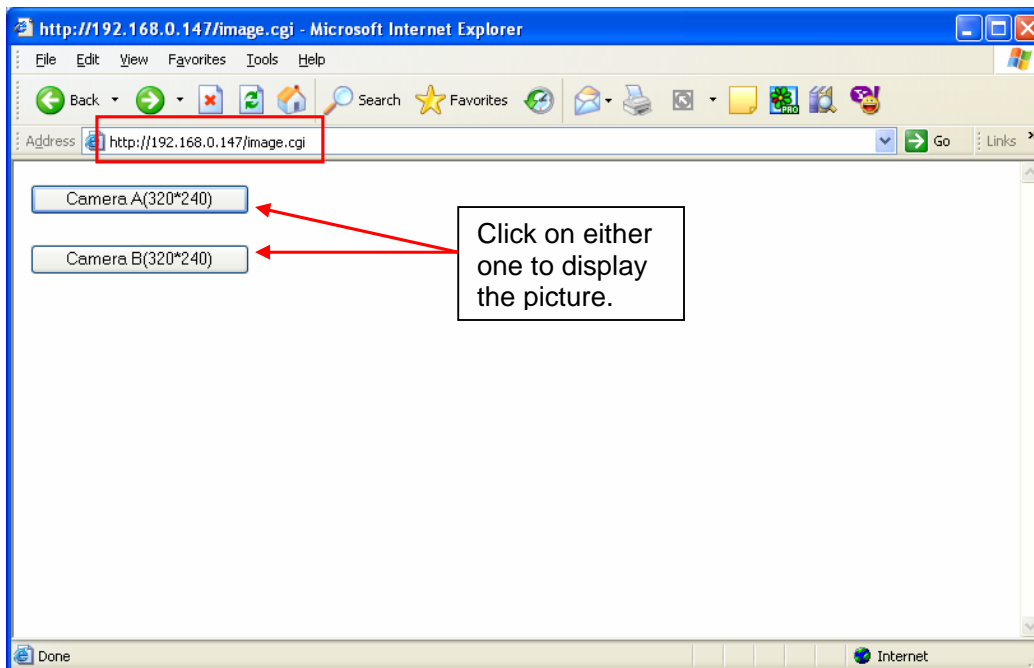 http://192.168.0.147/image.cgi - Microsoft Internet Explorer
File Edit View Favorites Tools Help
Back Search Favorites PRO
Address http://192.168.0.147/image.cgi Go Links »
Camera A(320*240)
Camera B(320*240)
Click on either
one to display
the picture.
Done Internet